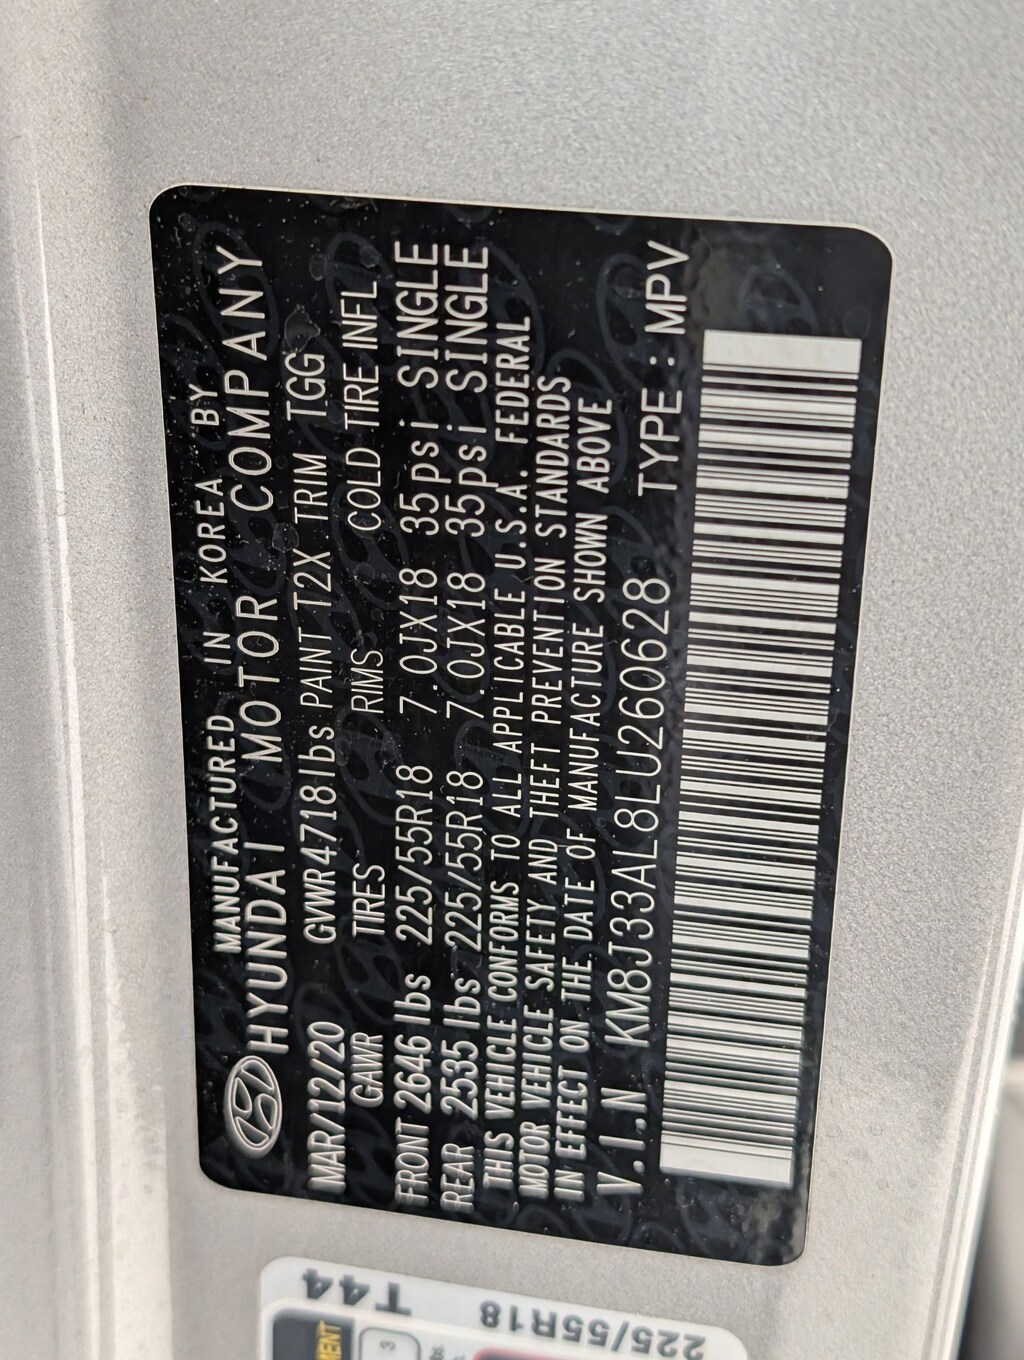 MANUFACTURED IN KOREA BY
HYUNDAI MOTOR COMPANY
MAR/12/20 GVWR4718lbs PAINT T2X TRIM TGG
GAWR TIRES RIMS COLD TIRE INFL.
FRONT 2646 lbs 225/55R18 7.0JX18 35psi SINGLE
REAR 2535 lbs 225/55R18 7.0JX18 35psi SINGLE
THIS VEHICLE CONFORMS TO ALL APPLICABLE U.S.A. FEDERAL
MOTOR VEHICLE SAFETY AND THEFT PREVENTION STANDARDS
IN EFFECT ON THE DATE OF MANUFACTURE SHOWN ABOVE
V.I.N KM8J33AL8LU260628 TYPE : MPV
T44
225/55R18
3